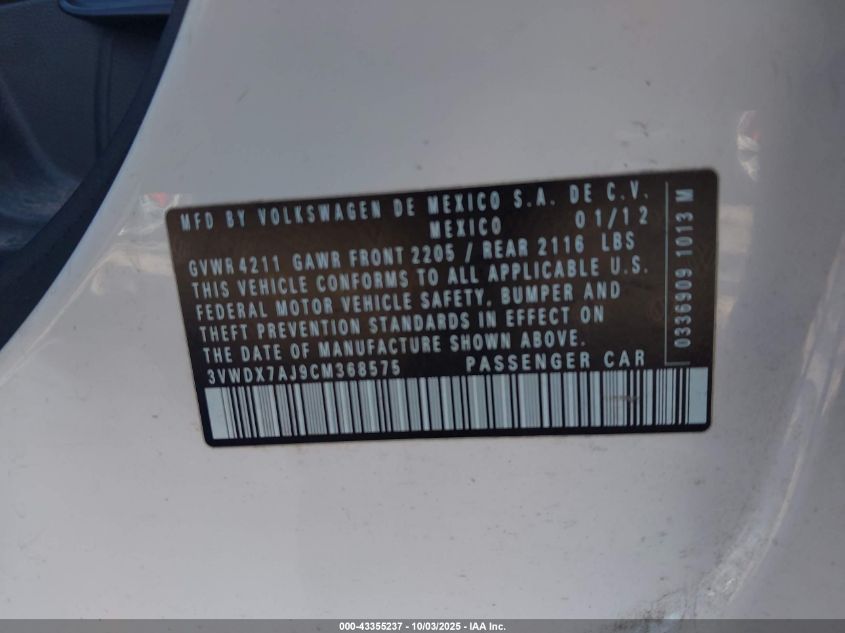 MFD BY VOLKSWAGEN DE MEXICO S.A. DE C.V.
MEXICO 01/12
GVWR 4211 GAWR FRONT 2205 / REAR 2116 LBS
THIS VEHICLE CONFORMS TO ALL APPLICABLE U.S.
FEDERAL MOTOR VEHICLE SAFETY, BUMPER AND
THEFT PREVENTION STANDARDS IN EFFECT ON
THE DATE OF MANUFACTURE SHOWN ABOVE.
3VWDX7AJ9CM368575 PASSENGER CAR
0336909 1013 M
000-43355237 - 10/03/2025 - IAA Inc.